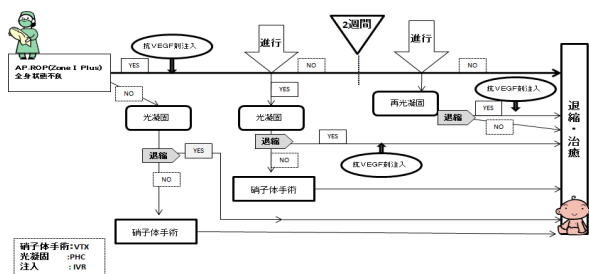 抗VEGF剤注入
進行
2週間
進行
AP.ROP(Zone I Plus)
全身状態不良
YES
NO
NO
抗VEGF剤注入
NO
YES
光凝固
光凝固
再光凝固
退縮
YES
NO
退縮
YES
退縮
YES
抗VEGF剤注入
NO
NO
硝子体手術
硝子体手術
退縮・治癒
硝子体手術:VTX
光凝固 :PHC
注入 : IVR